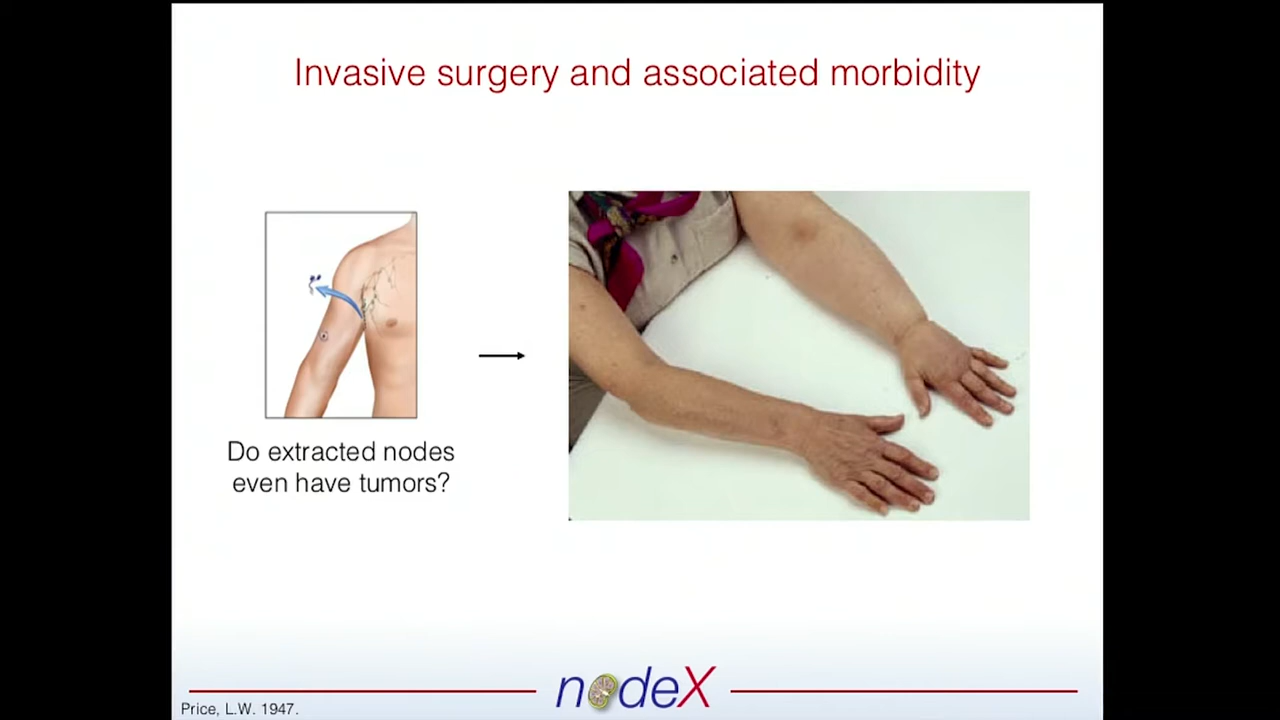 Invasive surgery and associated morbidity
Do extracted nodes
even have tumors?
nodeX
Price, L.W. 1947.